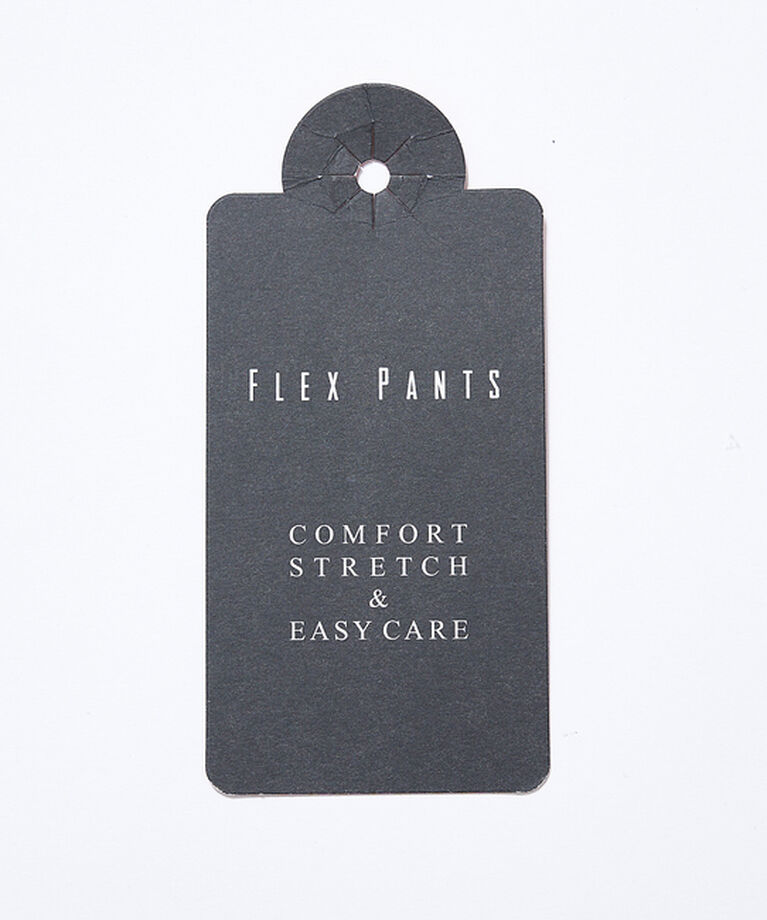 FLEX PANTS
COMFORT
STRETCH
&
EASY CARE